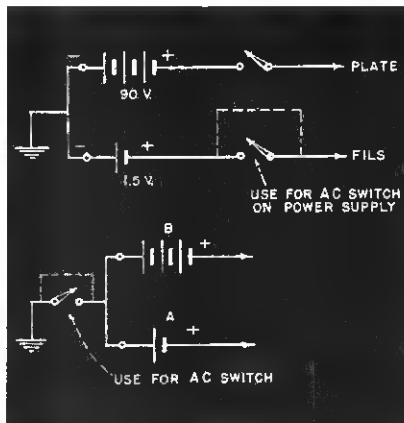 − +
90 V.
PLATE
− +
1.5 V.
FILS
USE FOR AC SWITCH
ON POWER SUPPLY
B
+
A
+
USE FOR AC SWITCH